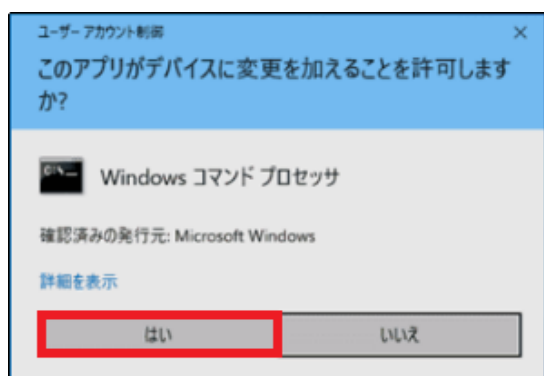 ユーザー アカウント制御
このアプリがデバイスに変更を加えることを許可します
か?
Windows コマンド プロセッサ
確認済みの発行元: Microsoft Windows
詳細を表示
はい
いいえ